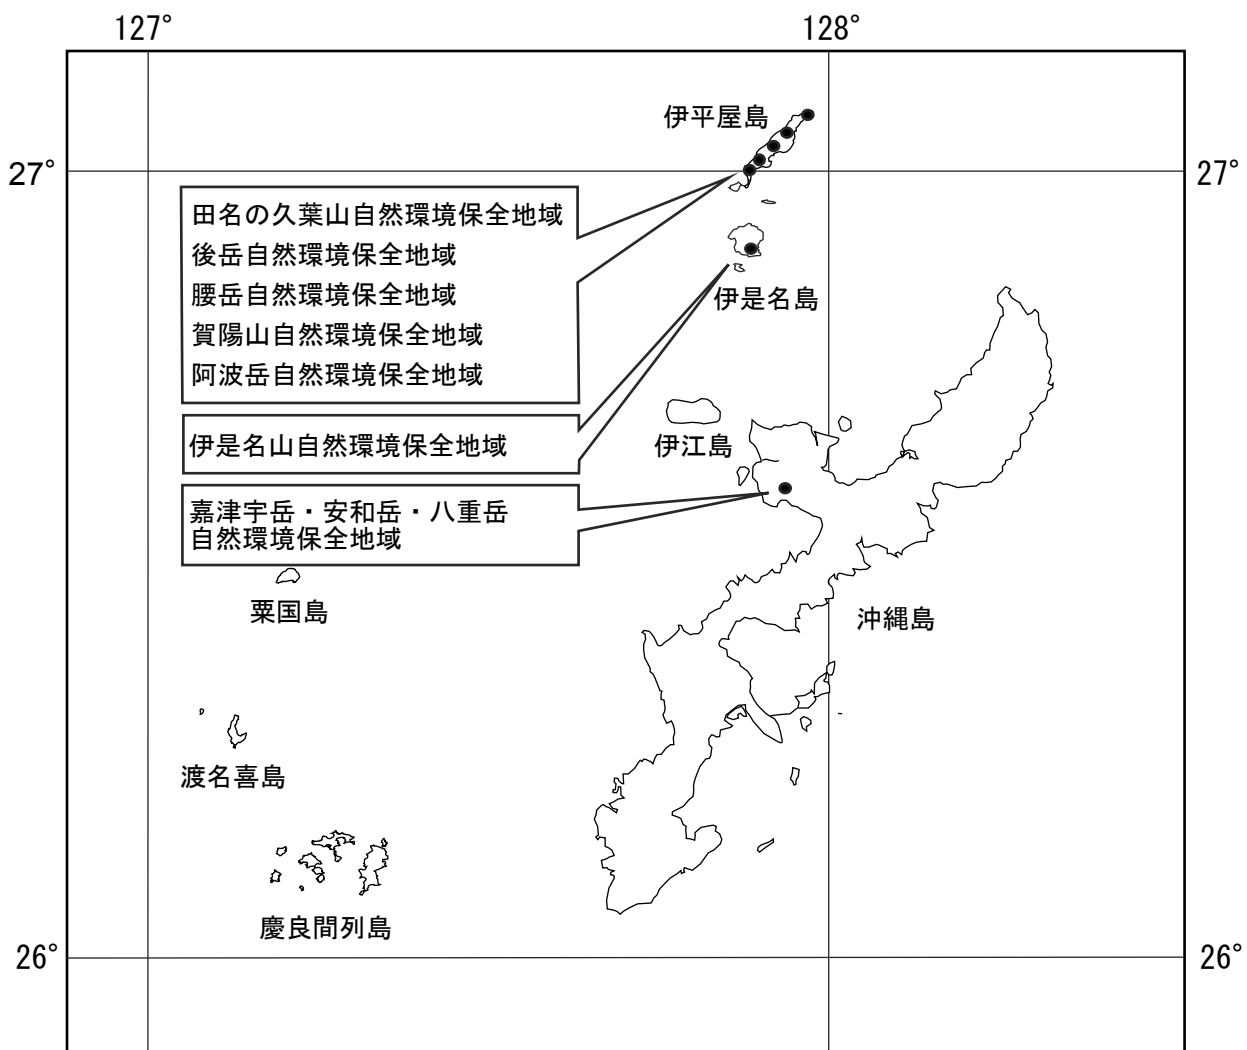 127°
128°
伊平屋島
27°
27°
田名の久葉山自然環境保全地域
後岳自然環境保全地域
腰岳自然環境保全地域
賀陽山自然環境保全地域
阿波岳自然環境保全地域
伊是名島
伊是名山自然環境保全地域
伊江島
嘉津宇岳・安和岳・八重岳
自然環境保全地域
粟国島
沖縄島
渡名喜島
慶良間列島
26°
26°